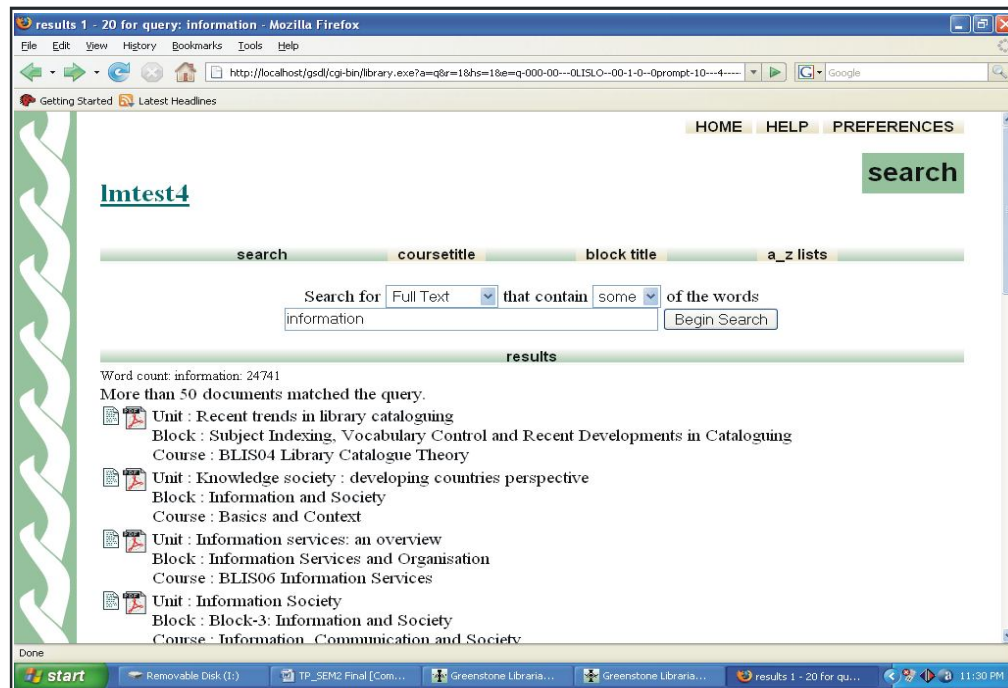 results 1 - 20 for query: information - Mozilla Firefox
File Edit View History Bookmarks Tools Help
http://localhost/gsdl/cgi-bin/library.exe?a=q&r=1&hs=1&e=q-000-00---0LISLO--00-1-0--0prompt-10---4----- Google
Getting Started Latest Headlines
HOME HELP PREFERENCES
search
lmtest4
search coursetitle block title a_z lists
Search for Full Text that contain some of the words
information Begin Search
results
Word count: information: 24741
More than 50 documents matched the query.
Unit : Recent trends in library cataloguing
Block : Subject Indexing, Vocabulary Control and Recent Developments in Cataloguing
Course : BLIS04 Library Catalogue Theory
Unit : Knowledge society : developing countries perspective
Block : Information and Society
Course : Basics and Context
Unit : Information services: an overview
Block : Information Services and Organisation
Course : BLIS06 Information Services
Unit : Information Society
Block : Block-3: Information and Society
Course : Information, Communication and Society
Done
start Removable Disk (I:) TP_SEM2 Final [Com... Greenstone Libraria... Greenstone Libraria... results 1 - 20 for qu... 11:30 PM